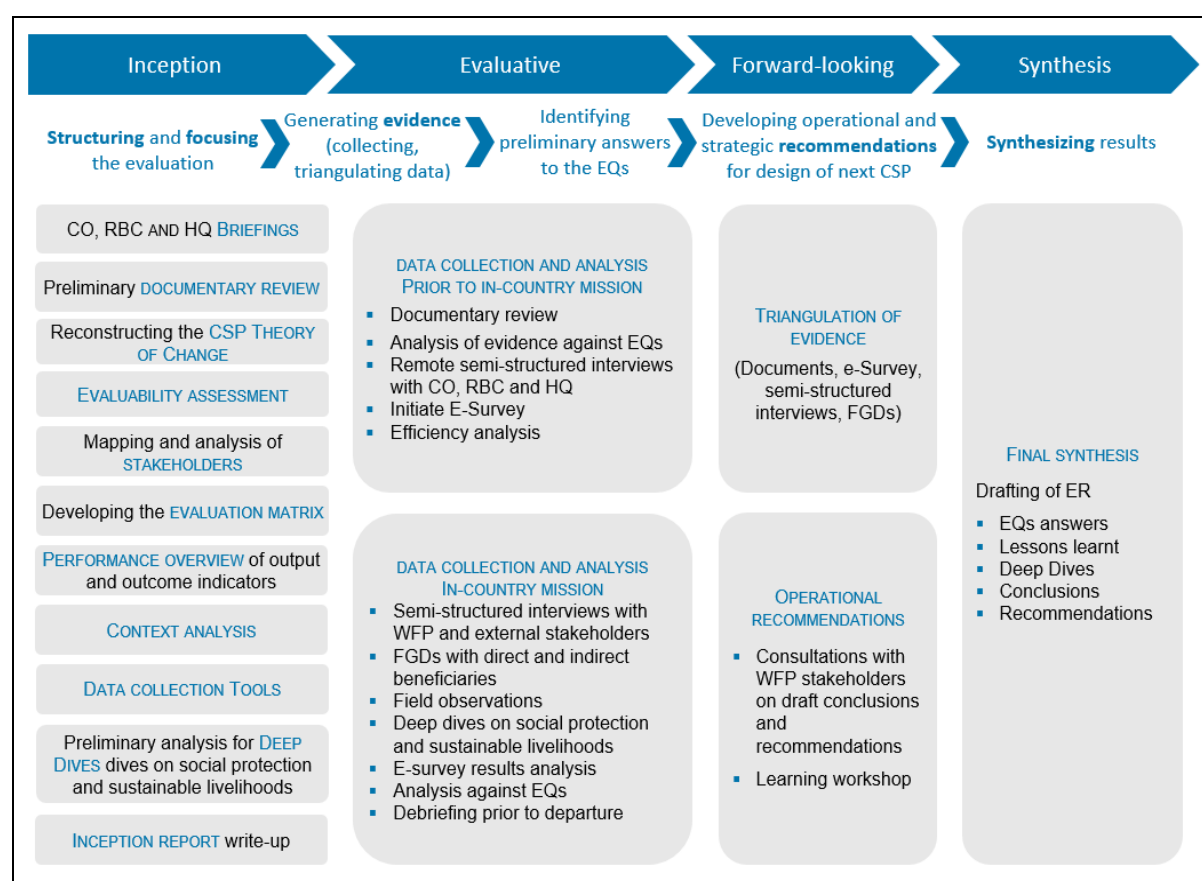 Inception
Evaluative
Forward-looking
Synthesis
Structuring and focusing
the evaluation
Generating evidence
(collecting,
triangulating data)
Identifying
preliminary answers
to the EQs
Developing operational and
strategic recommendations
for design of next CSP
Synthesizing results
CO, RBC AND HQ BRIEFINGS
Preliminary DOCUMENTARY REVIEW
Reconstructing the CSP THEORY
OF CHANGE
EVALUABILITY ASSESSMENT
Mapping and analysis of
STAKEHOLDERS
Developing the EVALUATION MATRIX
PERFORMANCE OVERVIEW of output
and outcome indicators
CONTEXT ANALYSIS
DATA COLLECTION TOOLS
Preliminary analysis for DEEP
DIVES dives on social protection
and sustainable livelihoods
INCEPTION REPORT write-up
DATA COLLECTION AND ANALYSIS
PRIOR TO IN-COUNTRY MISSION
▪ Documentary review
▪ Analysis of evidence against EQs
▪ Remote semi-structured interviews
with CO, RBC and HQ
▪ Initiate E-Survey
▪ Efficiency analysis
DATA COLLECTION AND ANALYSIS
IN-COUNTRY MISSION
▪ Semi-structured interviews with
WFP and external stakeholders
▪ FGDs with direct and indirect
beneficiaries
▪ Field observations
▪ Deep dives on social protection
and sustainable livelihoods
▪ E-survey results analysis
▪ Analysis against EQs
▪ Debriefing prior to departure
TRIANGULATION OF
EVIDENCE
(Documents, e-Survey,
semi-structured
interviews, FGDs)
OPERATIONAL
RECOMMENDATIONS
▪ Consultations with
WFP stakeholders
on draft conclusions
and
recommendations
▪ Learning workshop
FINAL SYNTHESIS
Drafting of ER
▪ EQs answers
▪ Lessons learnt
▪ Deep Dives
▪ Conclusions
▪ Recommendations